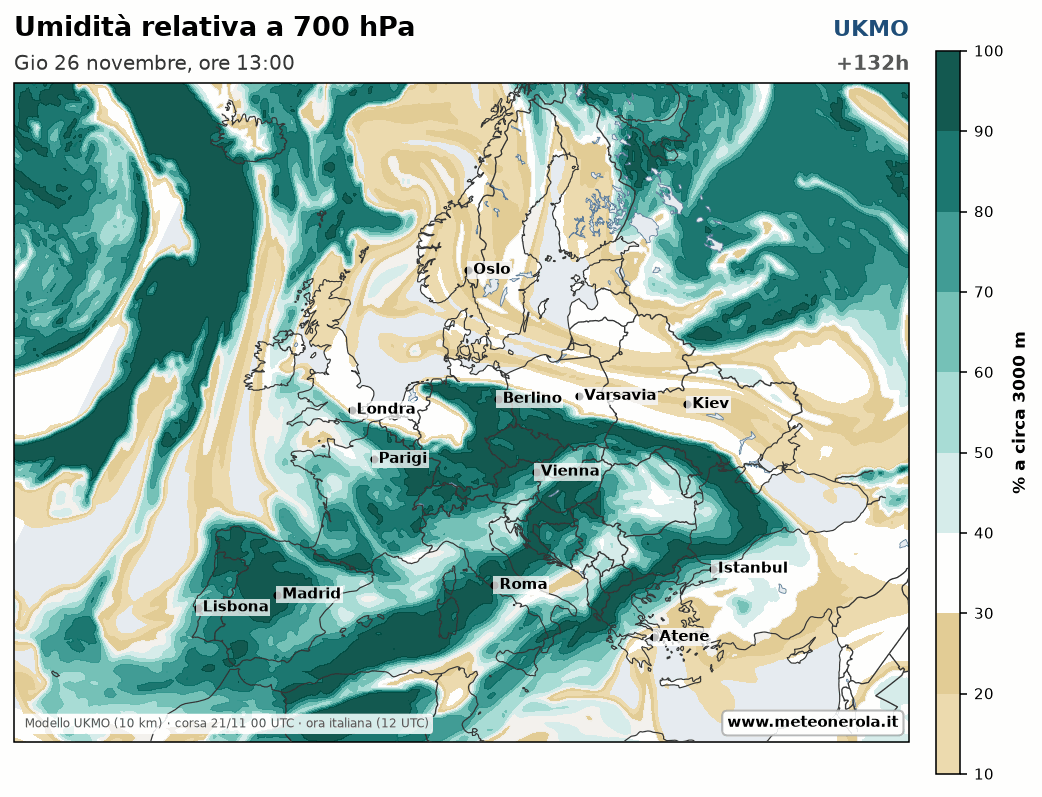 Umidità relativa a 700 hPa
UKMO
Gio 26 novembre, ore 13:00
+132h
100
90
80
70
60
50
40
30
20
10
% a circa 3000 m
Oslo
Berlino
Varsavia
Kiev
Londra
Parigi
Vienna
Istanbul
Roma
Madrid
Lisbona
Atene
Modello UKMO (10 km) · corsa 21/11 00 UTC · ora italiana (12 UTC)
www.meteonerola.it